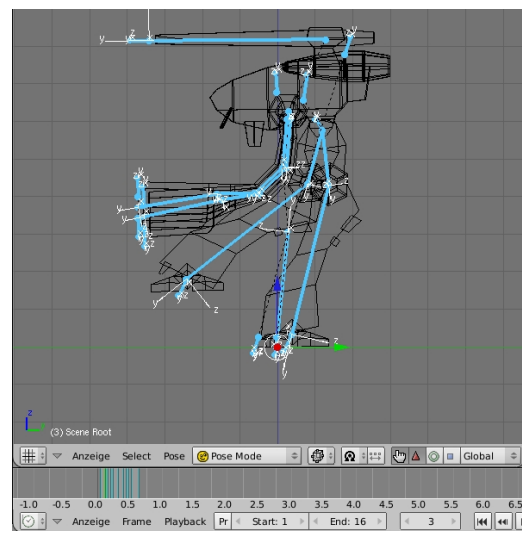 z
(3) Scene Root
Anzeige Select Pose Pose Mode Global
-1.0 -0.5 0.0 0.5 1.0 1.5 2.0 2.5 3.0 3.5 4.0 4.5 5.0 5.5 6.0 6.5
Anzeige Frame Playback Pr Start: 1 End: 16 3